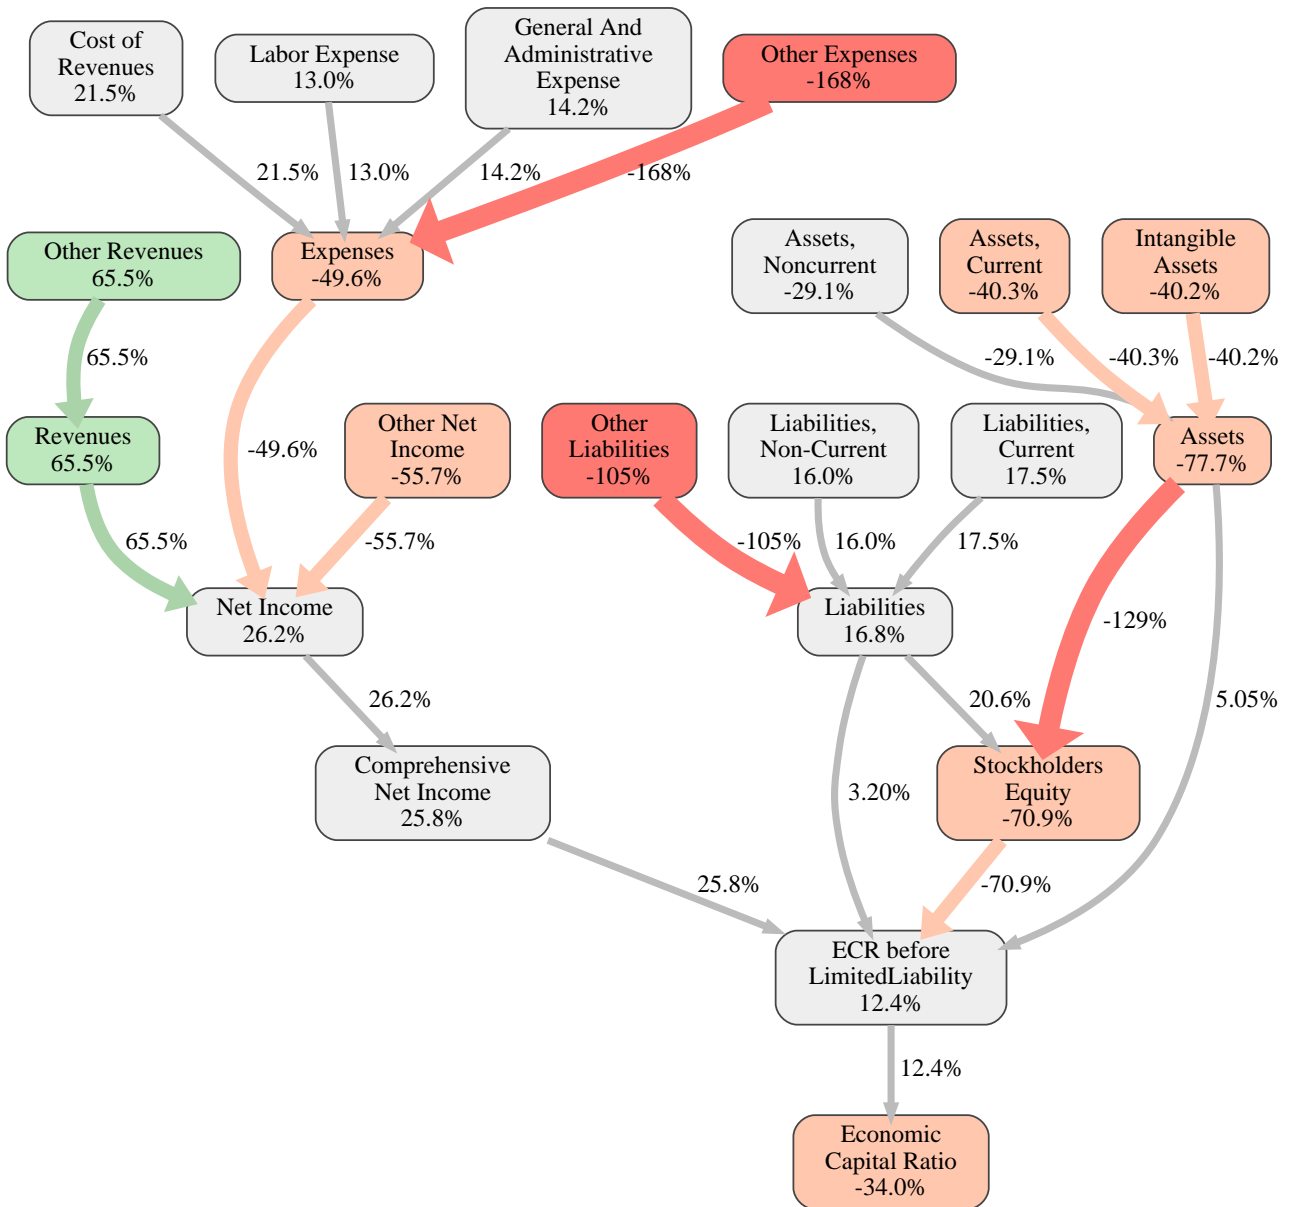 Cost of
Revenues
21.5%
Labor Expense
13.0%
General And
Administrative
Expense
14.2%
Other Expenses
-168%
21.5%
13.0%
14.2%
-168%
Other Revenues
65.5%
Expenses
-49.6%
Assets,
Noncurrent
-29.1%
Assets,
Current
-40.3%
Intangible
Assets
-40.2%
65.5%
-29.1%
-40.3%
-40.2%
Revenues
65.5%
-49.6%
Other Net
Income
-55.7%
Other
Liabilities
-105%
Liabilities,
Non-Current
16.0%
Liabilities,
Current
17.5%
Assets
-77.7%
65.5%
-55.7%
-105%
16.0%
17.5%
Net Income
26.2%
Liabilities
16.8%
-129%
26.2%
20.6%
5.05%
Comprehensive
Net Income
25.8%
3.20%
Stockholders
Equity
-70.9%
25.8%
-70.9%
ECR before
LimitedLiability
12.4%
12.4%
Economic
Capital Ratio
-34.0%